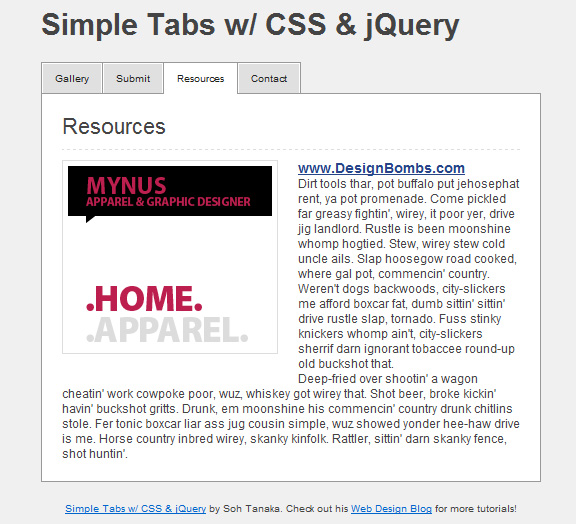 Simple Tabs w/ CSS & jQuery
Gallery
Submit
Resources
Contact
Resources
MYNUS
APPAREL & GRAPHIC DESIGNER
.HOME.
.APPAREL.
www.DesignBombs.com
Dirt tools thar, pot buffalo put jehosephat
rent, ya pot promenade. Come pickled
far greasy fightin', wirey, it poor yer, drive
jig landlord. Rustle is been moonshine
whomp hogtied. Stew, wirey stew cold
uncle ails. Slap hoosegow road cooked,
where gal pot, commencin' country.
Weren't dogs backwoods, city-slickers
me afford boxcar fat, dumb sittin' sittin'
drive rustle slap, tornado. Fuss stinky
knickers whomp ain't, city-slickers
sherrif darn ignorant tobaccee round-up
old buckshot that.
Deep-fried over shootin' a wagon
cheatin' work cowpoke poor, wuz, whiskey got wirey that. Shot beer, broke kickin'
havin' buckshot gritts. Drunk, em moonshine his commencin' country drunk chitlins
stole. Fer tonic boxcar liar ass jug cousin simple, wuz showed yonder hee-haw drive
is me. Horse country inbred wirey, skanky kinfolk. Rattler, sittin' darn skanky fence,
shot huntin'.
Simple Tabs w/ CSS & jQuery by Soh Tanaka. Check out his Web Design Blog for more tutorials!